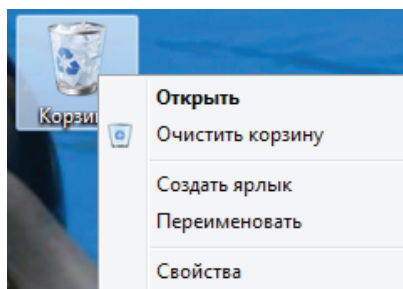 Корзи
Открыть
Очистить корзину
Создать ярлык
Переименовать
Свойства